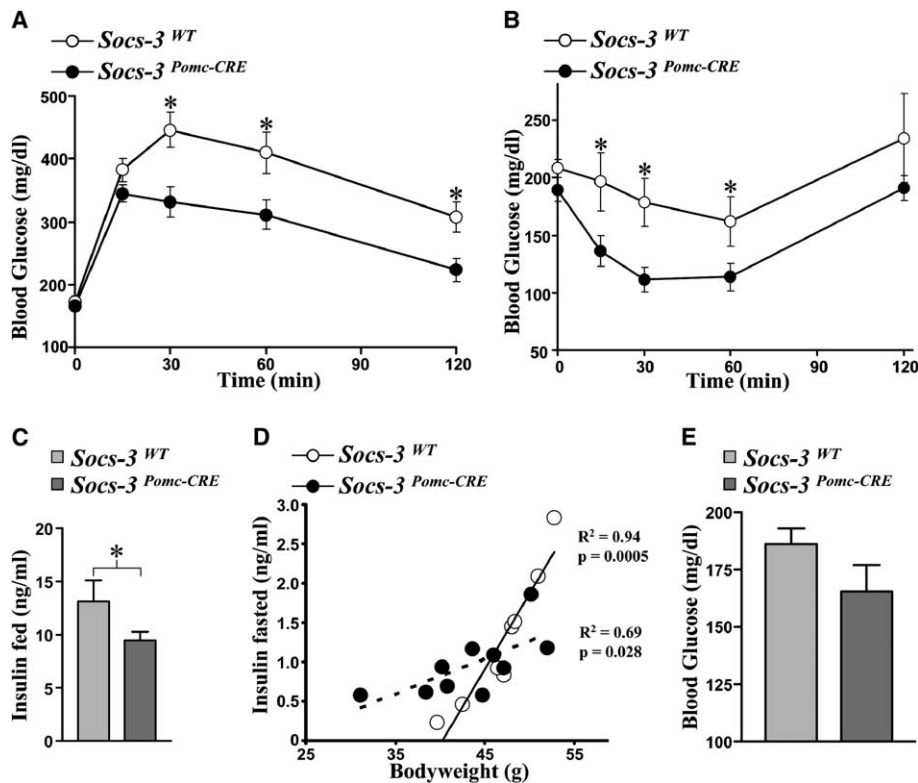 A
Socs-3 WT
Socs-3 Pomc-CRE
Blood Glucose (mg/dl)
500
400
300
200
100
0
30
60
90
120
Time (min)
*
*
*
B
Socs-3 WT
Socs-3 Pomc-CRE
Blood Glucose (mg/dl)
250
200
150
100
50
0
30
60
90
120
Time (min)
*
*
*
C
Socs-3 WT
Socs-3 Pomc-CRE
Insulin fed (ng/ml)
20
15
10
5
0
*
D
Socs-3 WT
Socs-3 Pomc-CRE
Insulin fasted (ng/ml)
3.0
2.5
2.0
1.5
1.0
0.5
0
25
35
45
55
Bodyweight (g)
R² = 0.94
p = 0.0005
R² = 0.69
p = 0.028
E
Socs-3 WT
Socs-3 Pomc-CRE
Blood Glucose (mg/dl)
200
175
150
125
100